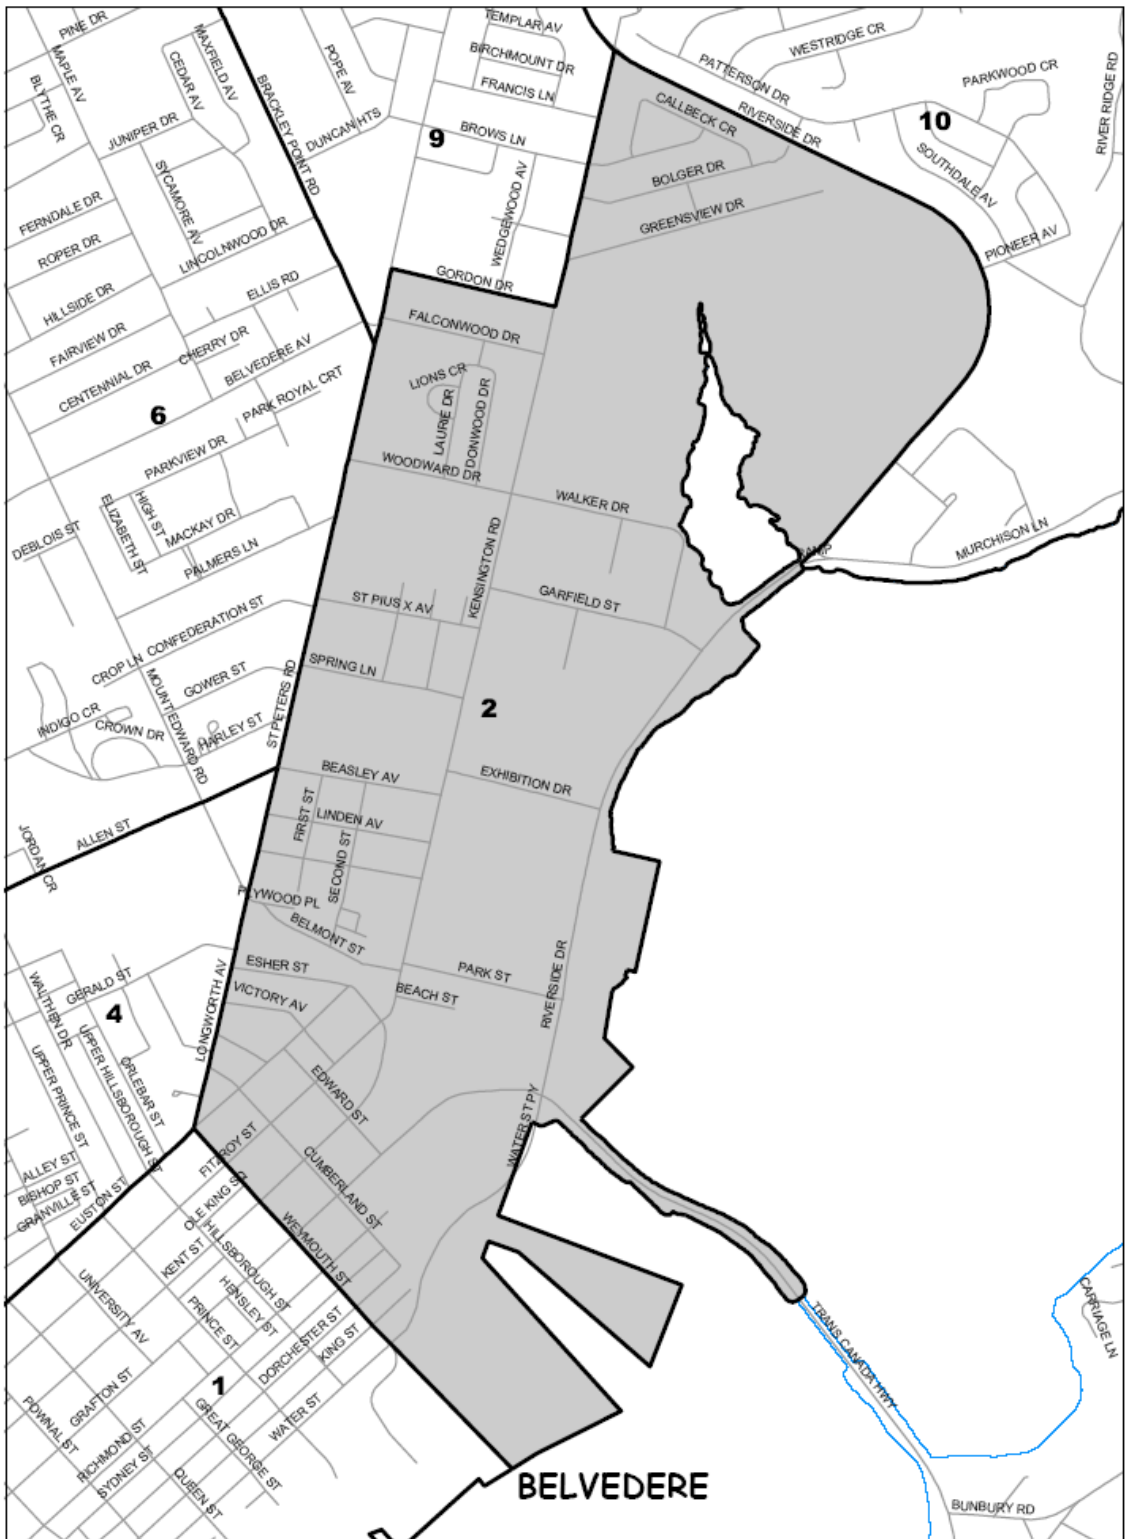 PINE DR
MAPLE AV
BLYTHE CR
CEDAR AV
MAXFIELD AV
JUNIPER DR
SYCAMORE AV
BRACKLEY POINT RD
POPE AV
DUNCAN HTS
TEMPLAR AV
BIRCHMOUNT DR
FRANCIS LN
BROWS LN
9
WEDGEWOOD AV
GORDON DR
PATTERSON DR
WESTRIDGE CR
PARKWOOD CR
RIVER RIDGE RD
CALLBECK CR
RIVERSIDE DR
10
SOUTHDALE AV
PIONEER AV
BOLGER DR
GREENSVIEW DR
FERNDALE DR
ROPER DR
LINCOLNWOOD DR
HILLSIDE DR
ELLIS RD
FAIRVIEW DR
CHERRY DR
CENTENNIAL DR
BELVEDERE AV
6
PARK ROYAL CRT
PARKVIEW DR
HIGH ST
ELIZABETH ST
MACKAY DR
PALMERS LN
DEBLOIS ST
FALCONWOOD DR
LIONS CR
LAURIE DR
DONWOOD DR
WOODWARD DR
WALKER DR
KENSINGTON RD
GARFIELD ST
ST PIUS X AV
SPRING LN
RAMP
MURCHISON LN
CONFEDERATION ST
CROP LN
MOUNT EDWARD RD
GOWER ST
HARLEY ST
INDIGO CR
CROWN DR
ST PETERS RD
2
BEASLEY AV
EXHIBITION DR
FIRST ST
LINDEN AV
SECOND ST
ALLEN ST
JORDAN CR
PLYWOOD PL
BELMONT ST
ESHER ST
VICTORY AV
PARK ST
BEACH ST
RIVERSIDE DR
LONGWORTH AV
GERALD ST
WALTHEN DR
4
UPPER PRINCE ST
UPPER HILLSBOROUGH ST
ORLEBAR ST
EDWARD ST
WATER ST PY
ALLEY ST
BISHOP ST
GRANVILLE ST
EUSTON ST
FITZROY ST
CUMBERLAND ST
WEYMOUTH ST
KENT ST
HILLSBOROUGH ST
HENSLEY ST
PRINCE ST
UNIVERSITY AV
DORCHESTER ST
KING ST
1
GRAFTON ST
WATER ST
GREAT GEORGE ST
POWNAL ST
RICHMOND ST
SYDNEY ST
QUEEN ST
TRANS CANADA HWY
CARRIAGE LN
BUNBURY RD
BELVEDERE